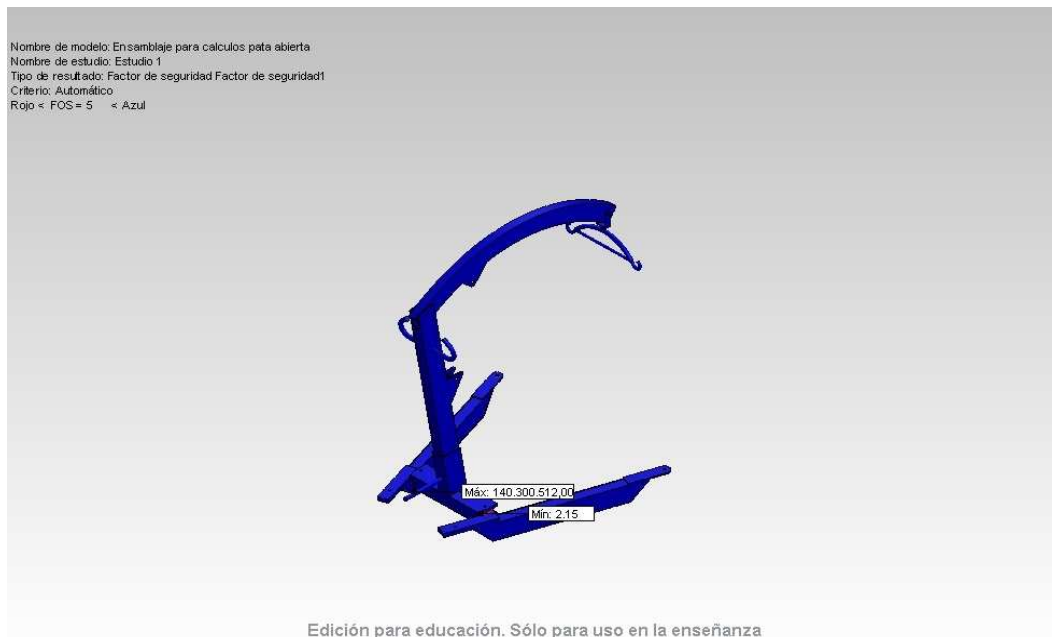 Nombre de modelo: Ensamblaje para calculos pata abierta
Nombre de estudio: Estudio 1
Tipo de resultado: Factor de seguridad Factor de seguridad1
Criterio: Automático
Rojo < FOS = 5 < Azul
Máx: 140.300.512,00
Mín: 2.15
Edición para educación. Sólo para uso en la enseñanza